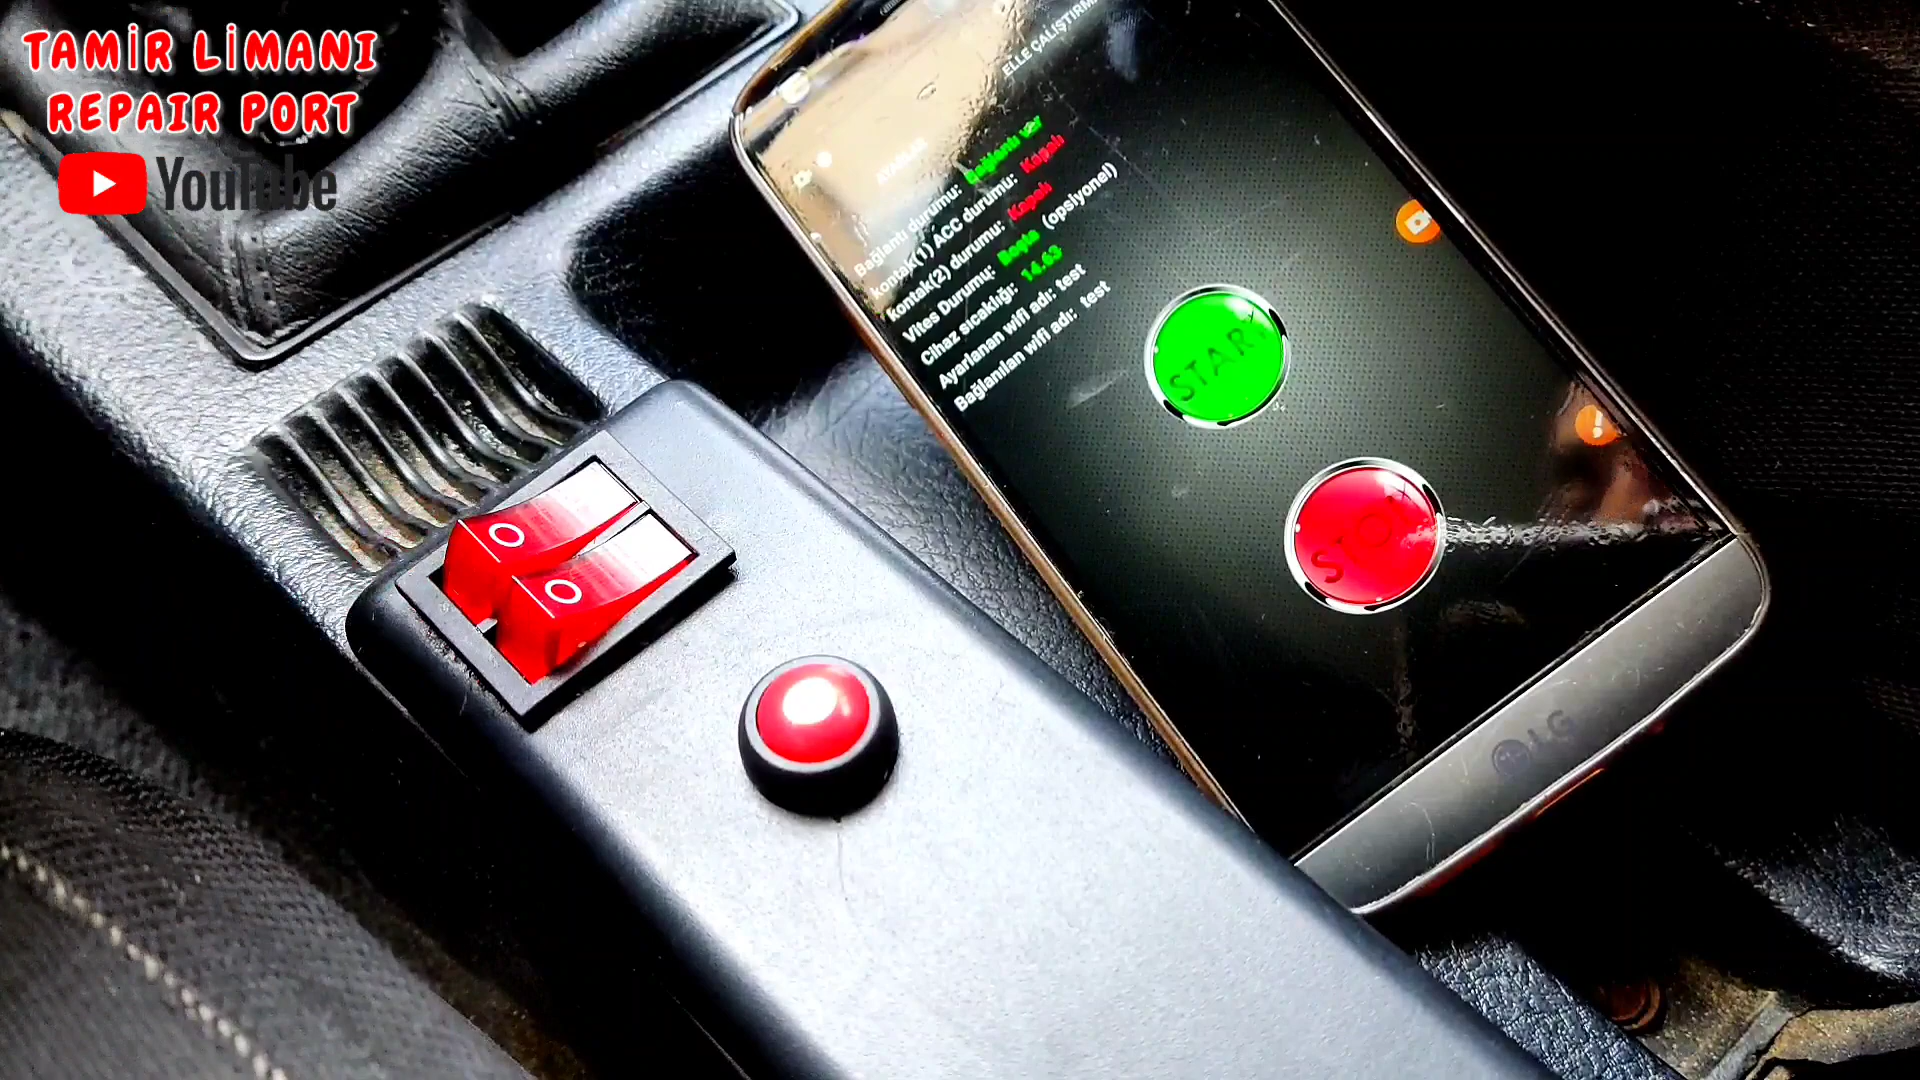 TAMİR LİMANI
REPAIR PORT
YouTube
ELLE ÇALIŞTIRMA
AYARLAR
Bağlantı durumu: Bağlantı var
kontak(1) ACC durumu: Kapalı
kontak(2) durumu: Kapalı
Vites Durumu: Boşta (opsiyonel)
Cihaz sıcaklığı: 14.63
Ayarlanan wifi adı: test
Bağlanılan wifi adı: test
START
STOP
LG